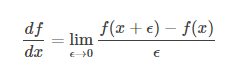 df/dx = lim_{ϵ→0} (f(x + ϵ) − f(x))/ϵ